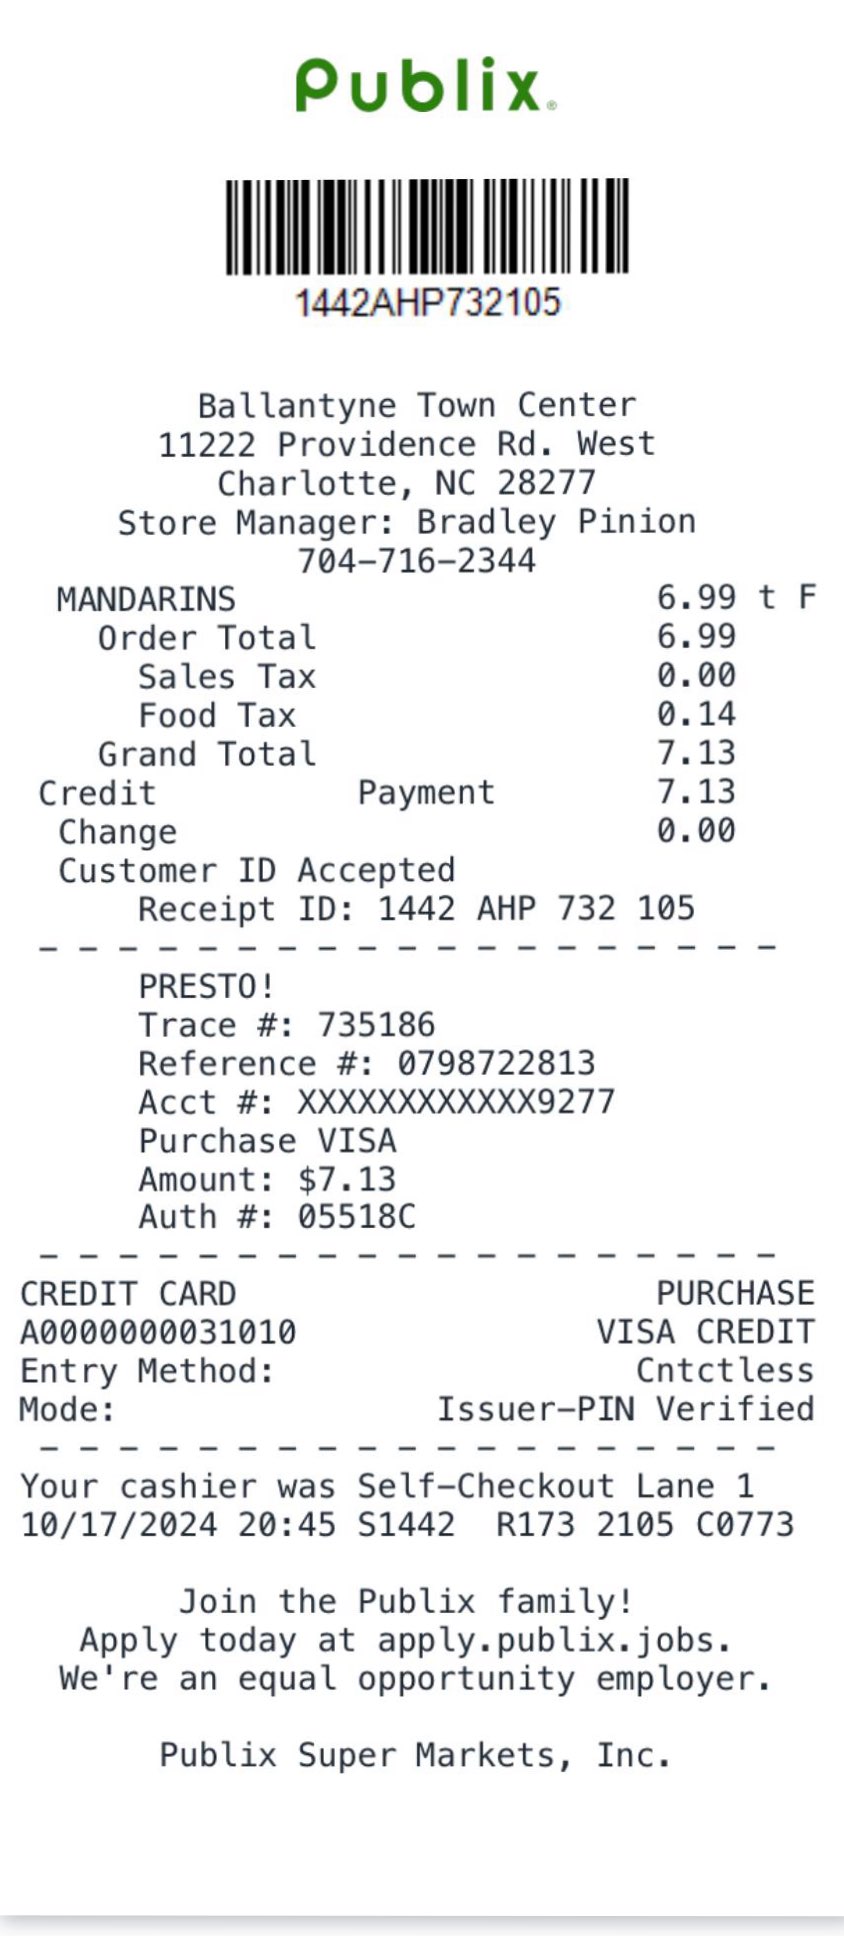 Publix®
1442AHP732105
Ballantyne Town Center
11222 Providence Rd. West
Charlotte, NC 28277
Store Manager: Bradley Pinion
704-716-2344
MANDARINS 6.99 t F
Order Total 6.99
Sales Tax 0.00
Food Tax 0.14
Grand Total 7.13
Credit Payment 7.13
Change 0.00
Customer ID Accepted
Receipt ID: 1442 AHP 732 105
- - - - - - - - - - - - - - - - - - -
PRESTO!
Trace #: 735186
Reference #: 0798722813
Acct #: XXXXXXXXXXXX9277
Purchase VISA
Amount: $7.13
Auth #: 05518C
- - - - - - - - - - - - - - - - - - -
CREDIT CARD PURCHASE
A0000000031010 VISA CREDIT
Entry Method: Cntctless
Mode: Issuer-PIN Verified
- - - - - - - - - - - - - - - - - - -
Your cashier was Self-Checkout Lane 1
10/17/2024 20:45 S1442 R173 2105 C0773
Join the Publix family!
Apply today at apply.publix.jobs.
We're an equal opportunity employer.
Publix Super Markets, Inc.